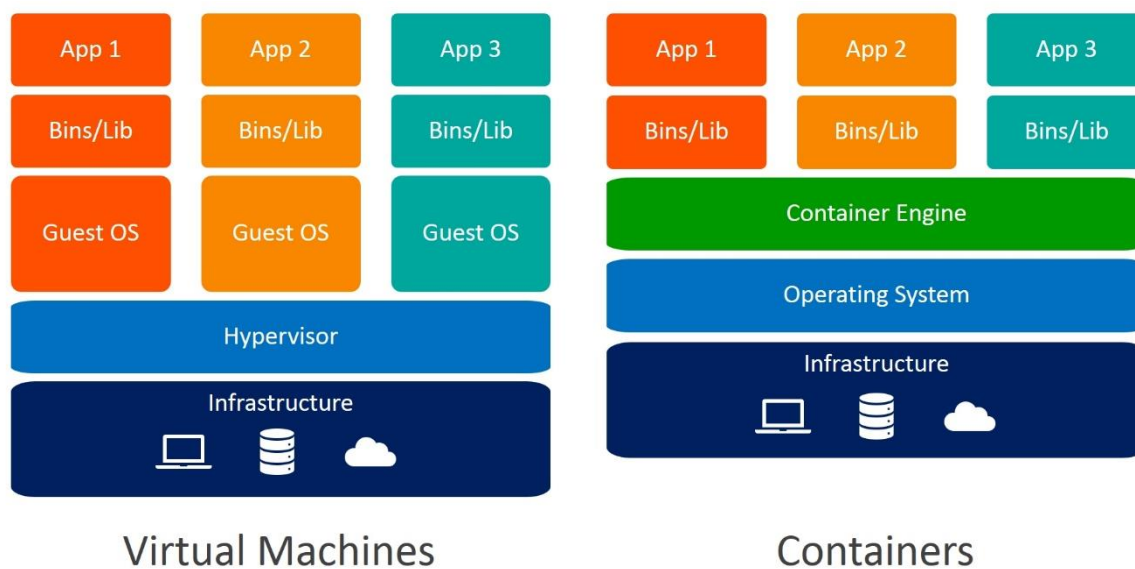 App 1
App 2
App 3
Bins/Lib
Bins/Lib
Bins/Lib
Guest OS
Guest OS
Guest OS
Hypervisor
Infrastructure
Virtual Machines
App 1
App 2
App 3
Bins/Lib
Bins/Lib
Bins/Lib
Container Engine
Operating System
Infrastructure
Containers